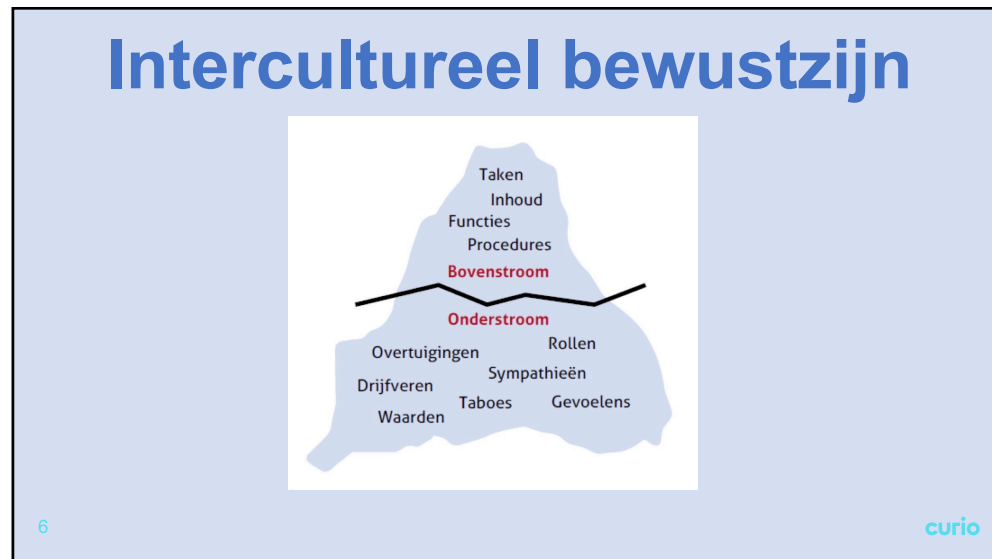 Intercultureel bewustzijn
Taken
Inhoud
Functies
Procedures
Bovenstroom
Onderstroom
Rollen
Overtuigingen
Sympathieën
Drijfveren
Taboes
Gevoelens
Waarden
6
curio